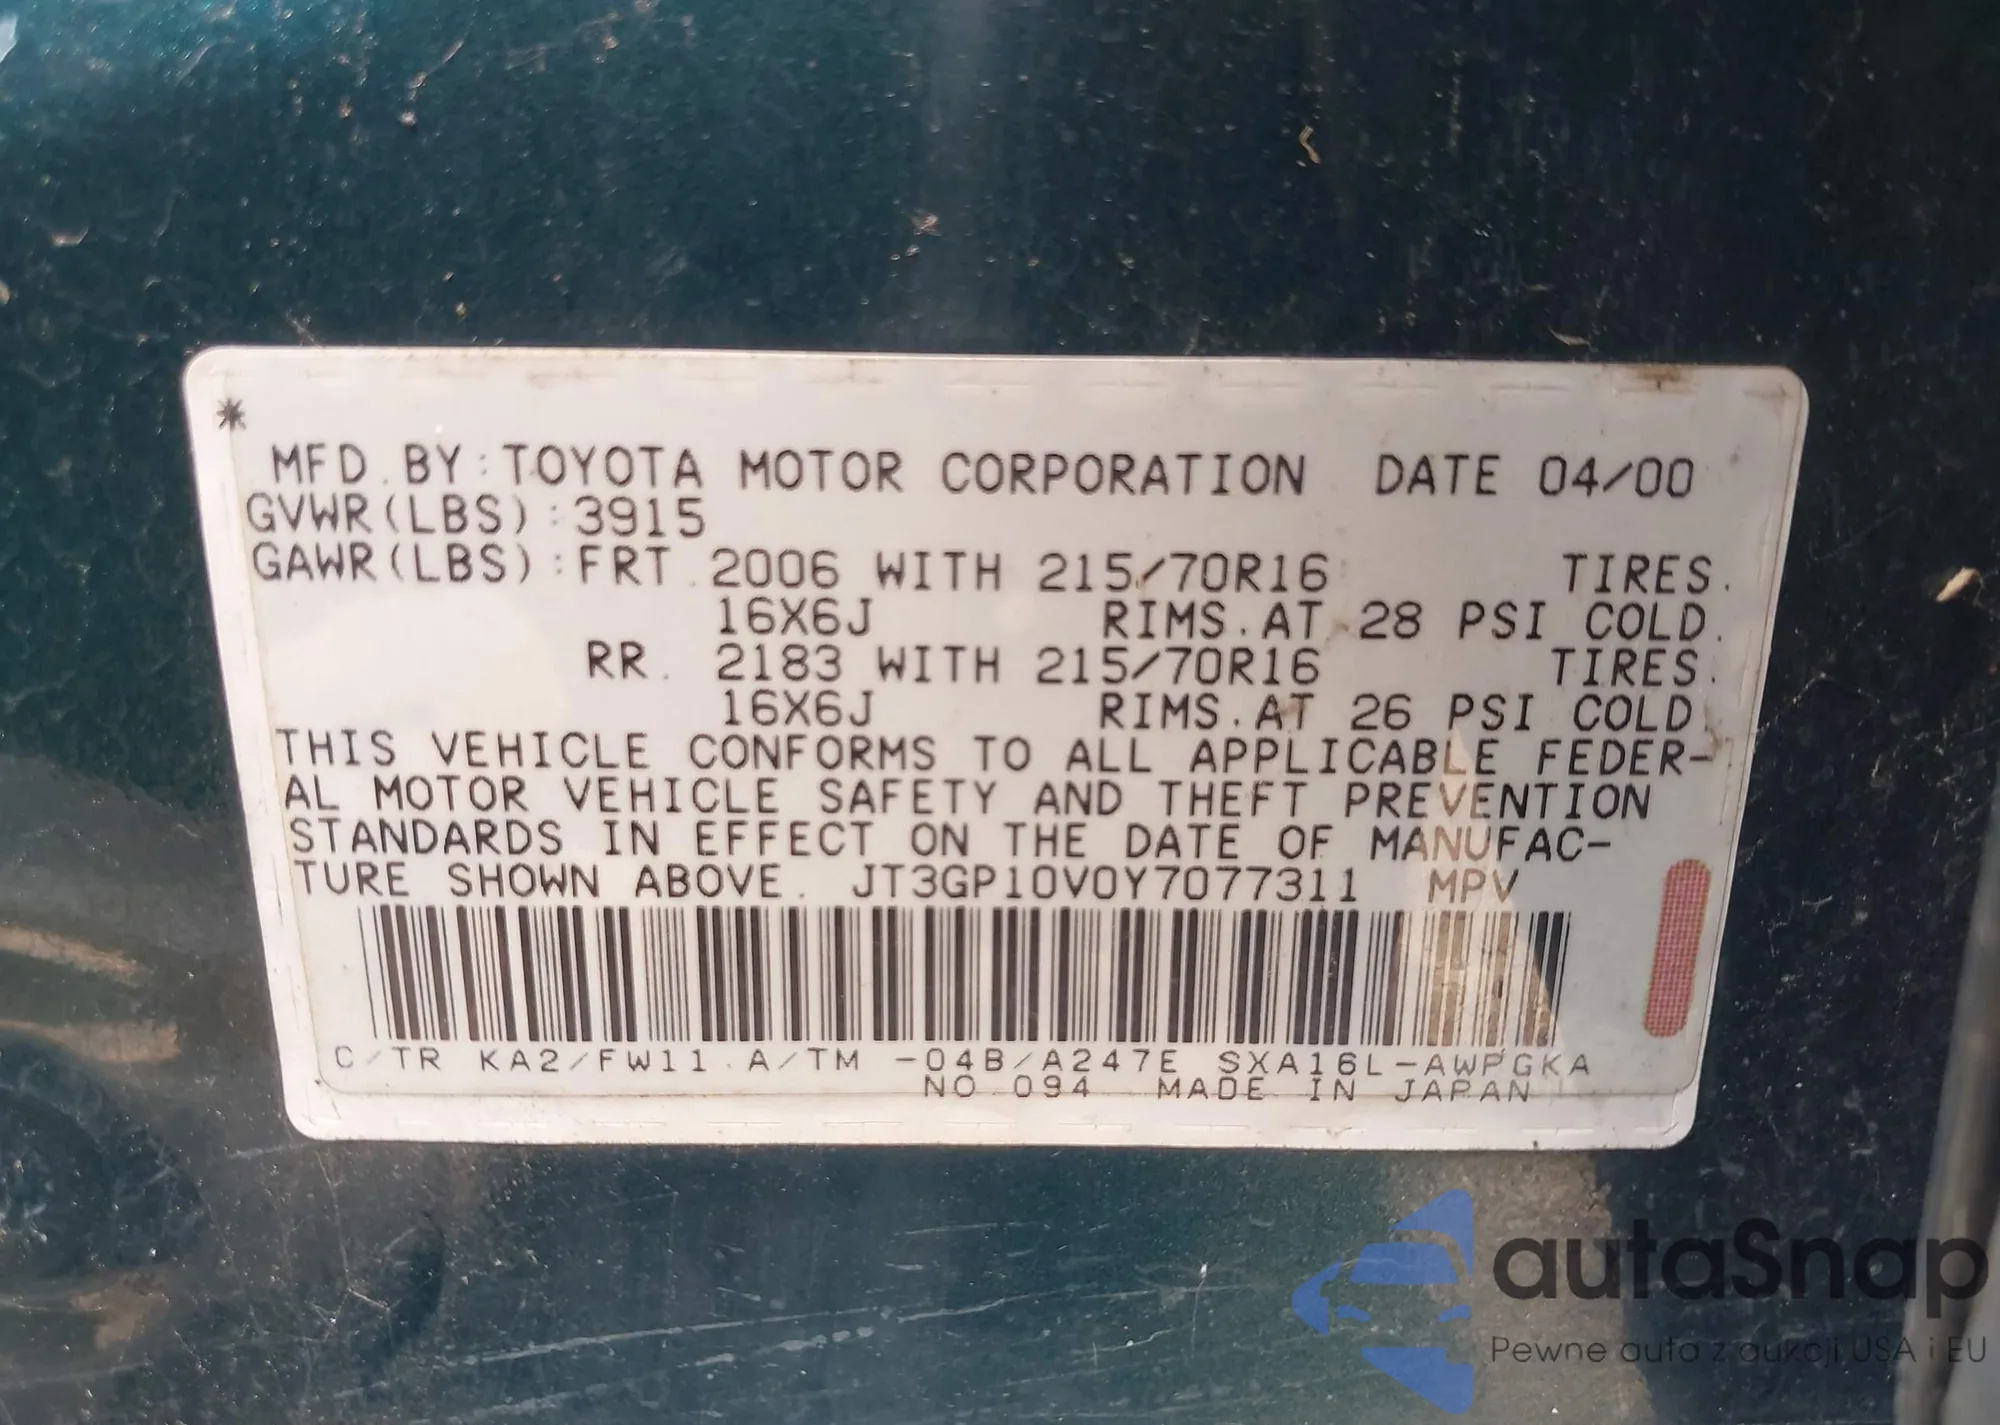 *
MFD. BY: TOYOTA MOTOR CORPORATION DATE 04/00
GVWR(LBS): 3915
GAWR(LBS): FRT. 2006 WITH 215/70R16 TIRES.
16X6J RIMS. AT 28 PSI COLD.
RR. 2183 WITH 215/70R16 TIRES.
16X6J RIMS. AT 26 PSI COLD.
THIS VEHICLE CONFORMS TO ALL APPLICABLE FEDER-
AL MOTOR VEHICLE SAFETY AND THEFT PREVENTION
STANDARDS IN EFFECT ON THE DATE OF MANUFAC-
TURE SHOWN ABOVE. JT3GP10V0Y7077311 MPV
C/TR KA2/FW11 A/TM -04B/A247E SXA16L-AWPGKA
NO. 094 MADE IN JAPAN
autaSnap
Pewne auta z aukcji USA i EU